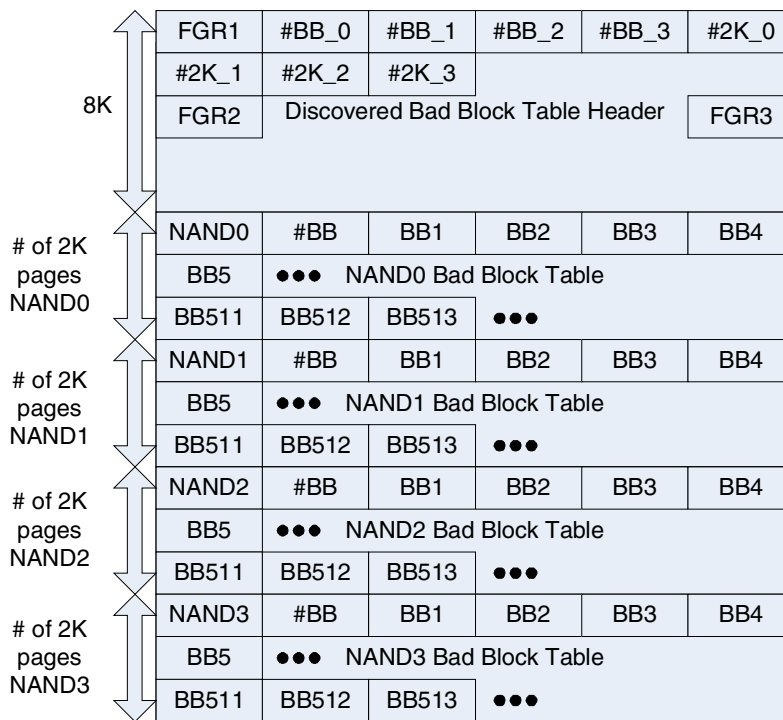 FGR1 #BB_0 #BB_1 #BB_2 #BB_3 #2K_0
#2K_1 #2K_2 #2K_3
8K
FGR2 Discovered Bad Block Table Header FGR3
# of 2K
pages
NAND0
NAND0 #BB BB1 BB2 BB3 BB4
BB5 ●●● NAND0 Bad Block Table
BB511 BB512 BB513 ●●●
# of 2K
pages
NAND1
NAND1 #BB BB1 BB2 BB3 BB4
BB5 ●●● NAND1 Bad Block Table
BB511 BB512 BB513 ●●●
# of 2K
pages
NAND2
NAND2 #BB BB1 BB2 BB3 BB4
BB5 ●●● NAND2 Bad Block Table
BB511 BB512 BB513 ●●●
# of 2K
pages
NAND3
NAND3 #BB BB1 BB2 BB3 BB4
BB5 ●●● NAND3 Bad Block Table
BB511 BB512 BB513 ●●●